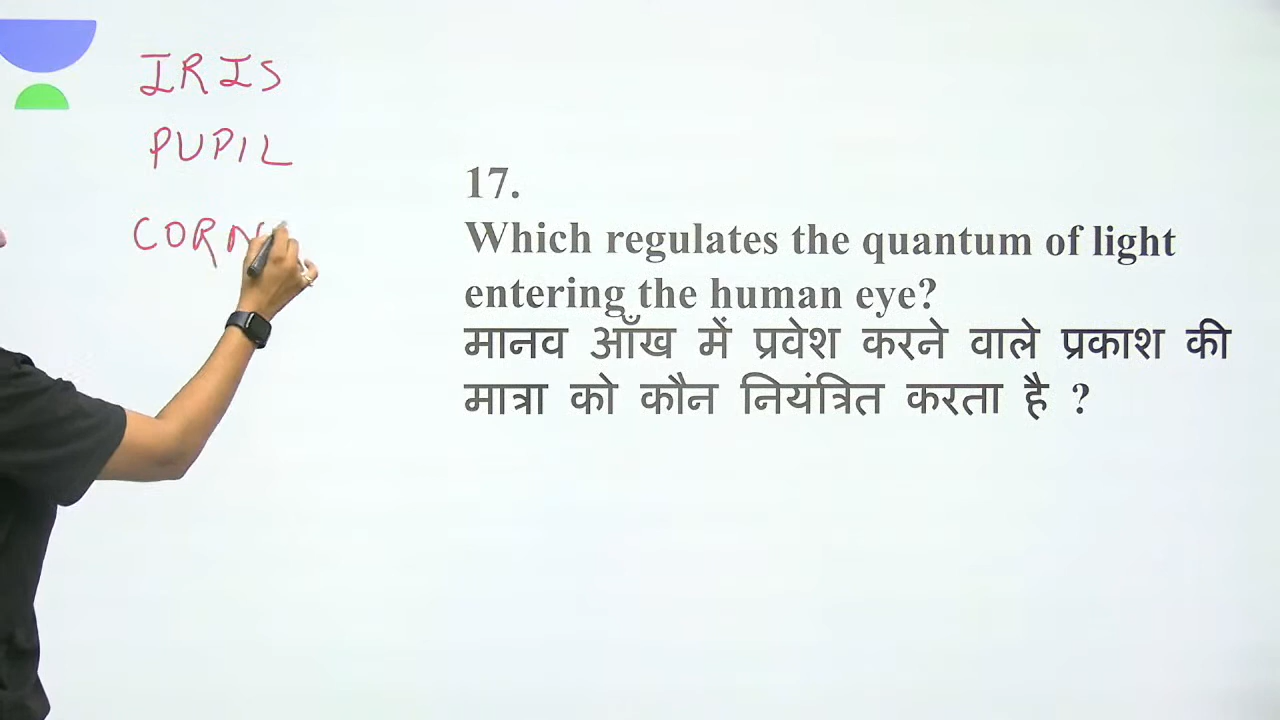 IRIS
PUPIL
17.
Which regulates the quantum of light
entering the human eye?
मानव आँख में प्रवेश करने वाले प्रकाश की
मात्रा को कौन नियंत्रित करता है ?